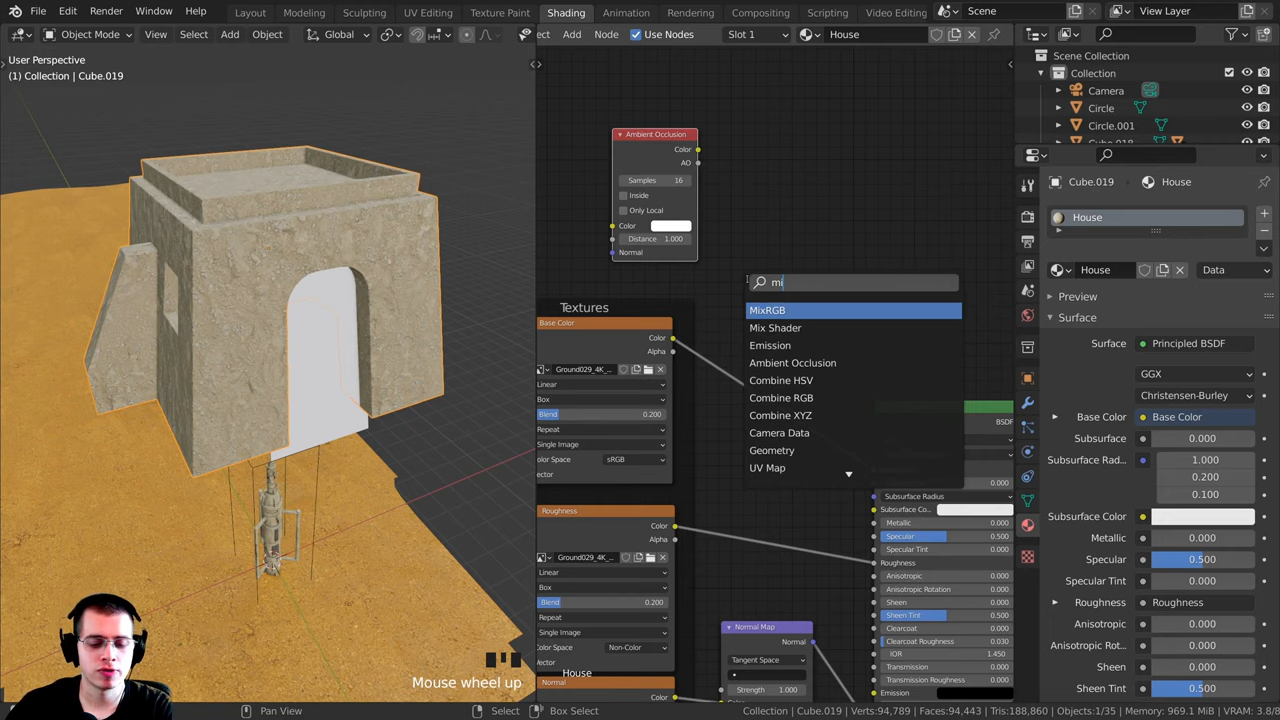 File Edit Render Window Help Layout Modeling Sculpting UV Editing Texture Paint Shading Animation Rendering Compositing Scripting Video Editing Scene View Layer
Object Mode View Select Add Object Global ect Add Node Use Nodes Slot 1 House
User Perspective
(1) Collection | Cube.019
Scene Collection
Collection
Camera
Circle
Circle.001
Ambient Occlusion
Color
AO
Samples 16
Inside
Only Local
Color
Distance 1.000
Normal
mi
MixRGB
Mix Shader
Emission
Ambient Occlusion
Combine HSV
Combine RGB
Combine XYZ
Camera Data
Geometry
UV Map
Textures
Base Color
Color
Alpha
Ground029_4K_...
Linear
Box
Blend 0.200
Repeat
Single Image
olor Space sRGB
ector
Roughness
Color
Alpha
Ground029_4K_...
Linear
Box
Blend 0.200
Repeat
Single Image
olor Space Non-Color
ector
Normal
Color
House
Normal Map
Normal
Tangent Space
Strength 1.000
BSDF
0.000
Subsurface Radius
Subsurface Co...
Metallic 0.000
Specular 0.500
Specular Tint 0.000
Roughness
Anisotropic 0.000
Anisotropic Rotation 0.000
Sheen 0.000
Sheen Tint 0.500
Clearcoat 0.000
Clearcoat Roughness 0.030
IOR 1.450
Transmission 0.000
Transmission Roughness 0.000
Emission
Cube.019 House
House
House Data
Preview
Surface
Surface Principled BSDF
GGX
Christensen-Burley
Base Color Base Color
Subsurface 0.000
Subsurface Rad... 1.000
0.200
0.100
Subsurface Color
Metallic 0.000
Specular 0.500
Specular Tint 0.000
Roughness Roughness
Anisotropic 0.000
Anisotropic Rot... 0.000
Sheen 0.000
Sheen Tint 0.500
Mouse wheel up
Pan View Select Box Select Collection | Cube.019 | Verts:94,789 | Faces:94,443 | Tris:188,860 | Objects:1/35 | Memory: 969.1 MiB | VRAM: 3.8/8